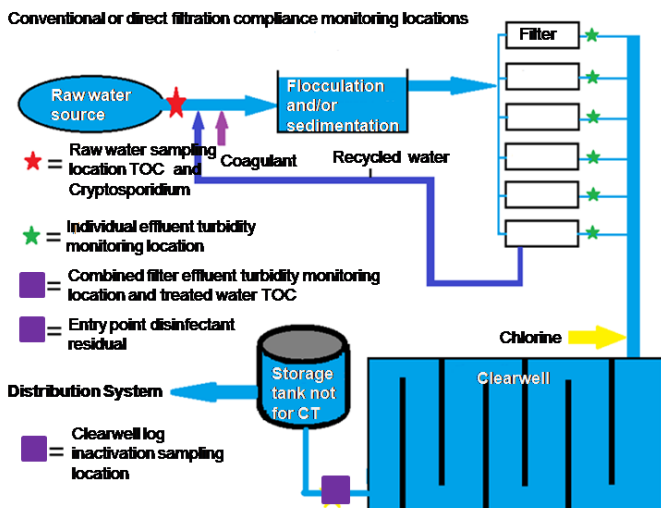 Conventional or direct filtration compliance monitoring locations
Filter
Raw water
source
Flocculation
and/or
sedimentation
Coagulant
Recycled water
= Raw water sampling
location TOC and
Cryptosporidium
= Individual effluent turbidity
monitoring location
= Combined filter effluent turbidity monitoring
location and treated water TOC
= Entry point disinfectant
residual
Chlorine
Storage
tank not
for CT
Clearwell
Distribution System
= Clearwell log
inactivation sampling
location